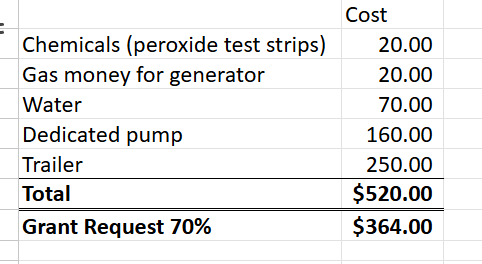 Cost
Chemicals (peroxide test strips) 20.00
Gas money for generator 20.00
Water 70.00
Dedicated pump 160.00
Trailer 250.00
Total $520.00
Grant Request 70% $364.00